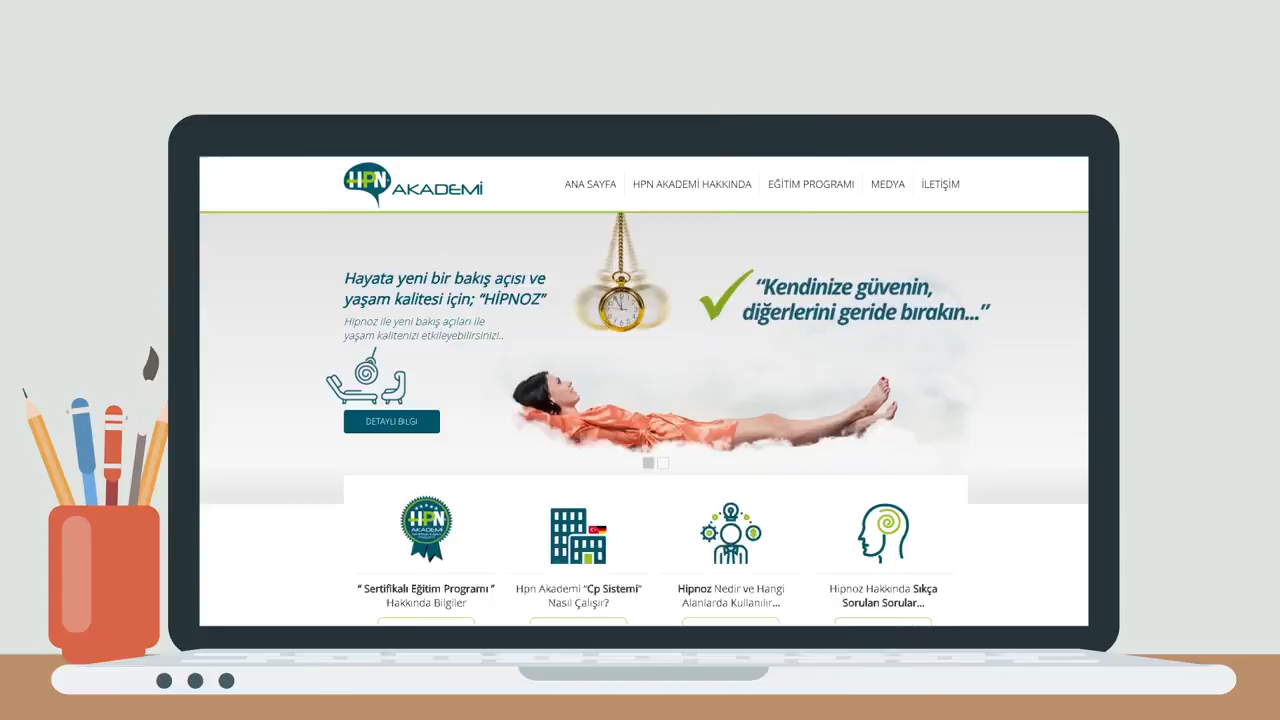 HPN AKADEMİ
ANA SAYFA
HPN AKADEMİ HAKKINDA
EĞİTİM PROGRAMI
MEDYA
İLETİŞİM
Hayata yeni bir bakış açısı ve
yaşam kalitesi için; “HİPNOZ”
Hipnoz ile yeni bakış açıları ile
yaşam kalitenizi etkileyebilirsiniz!..
DETAYLI BILGI
“Kendinize güvenin,
diğerlerini geride bırakın...”
HPN
AKADEMİ
“ Sertifikalı Eğitim Programı ”
Hakkında Bilgiler
Hpn Akademi “Cp Sistemi”
Nasıl Çalışır?
Hipnoz Nedir ve Hangi
Alanlarda Kullanılır...
Hipnoz Hakkında Sıkça
Sorulan Sorular...